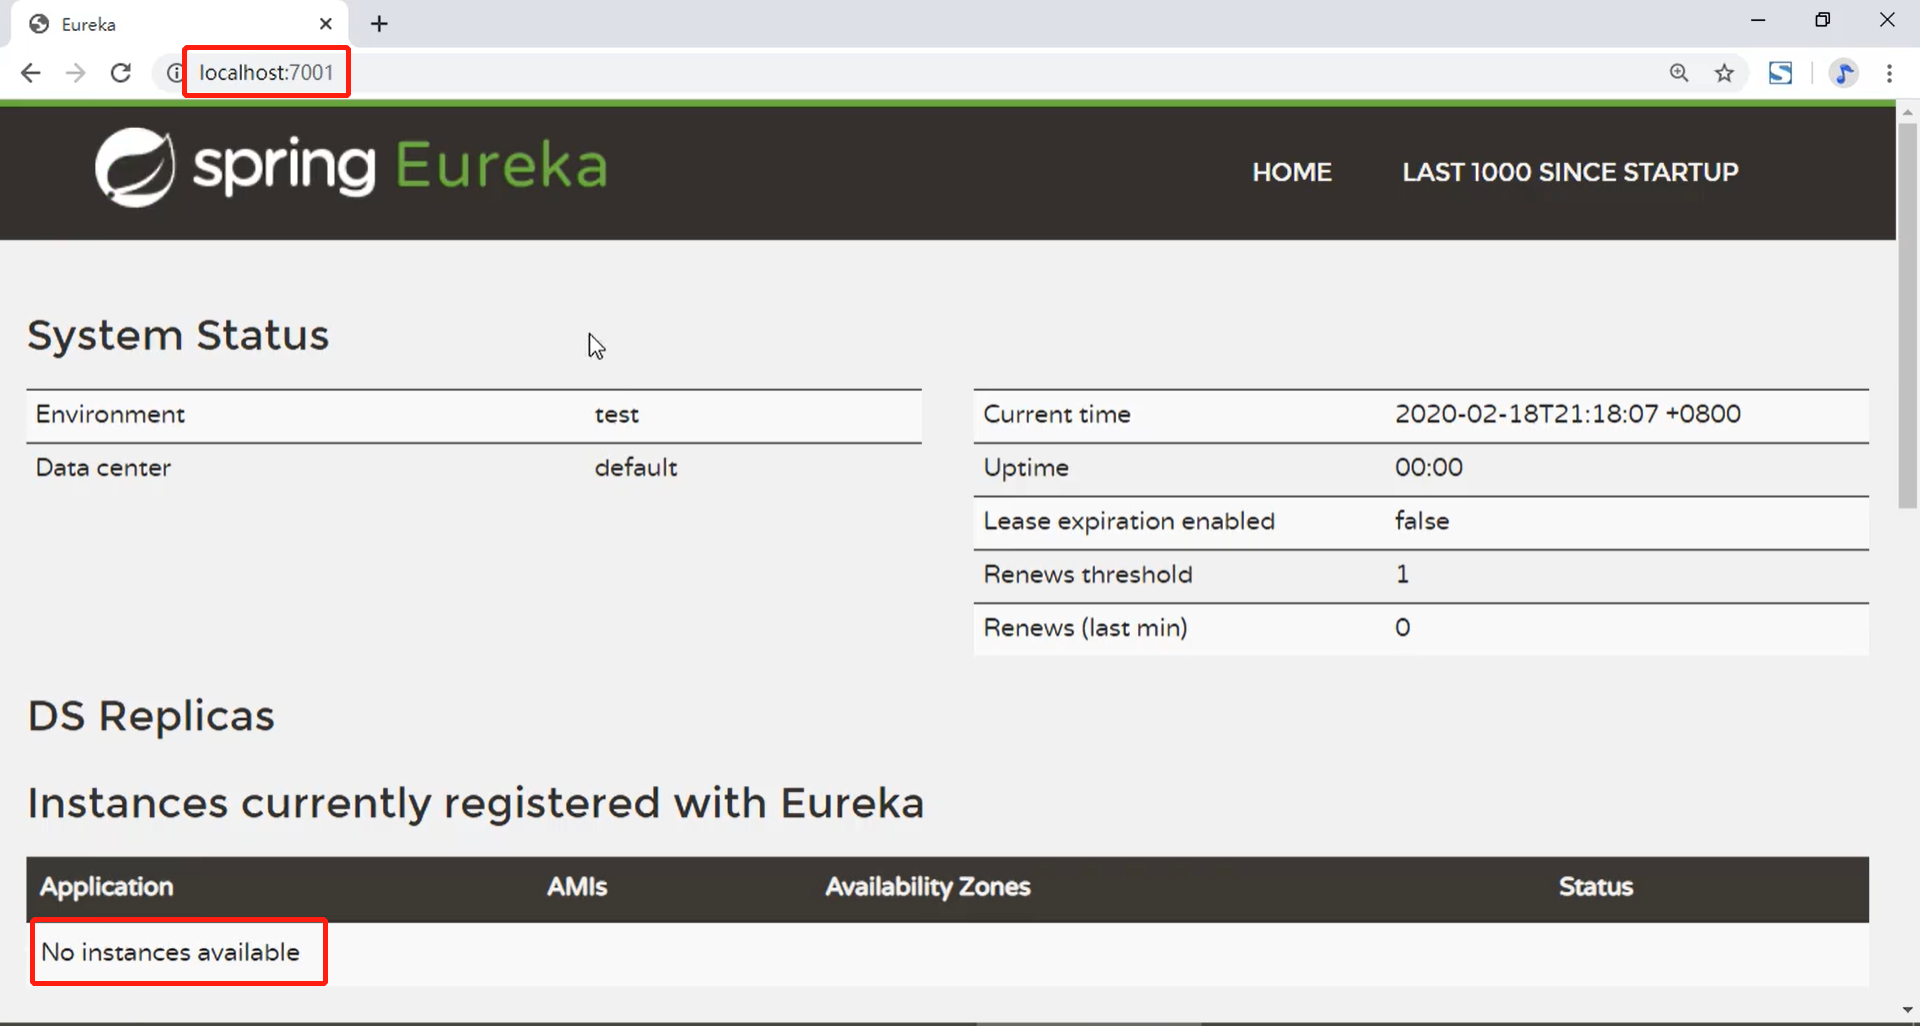 Eureka
localhost:7001
spring Eureka
HOME
LAST 1000 SINCE STARTUP
System Status
Environment test
Data center default
Current time 2020-02-18T21:18:07 +0800
Uptime 00:00
Lease expiration enabled false
Renews threshold 1
Renews (last min) 0
DS Replicas
Instances currently registered with Eureka
Application AMIs Availability Zones Status
No instances available